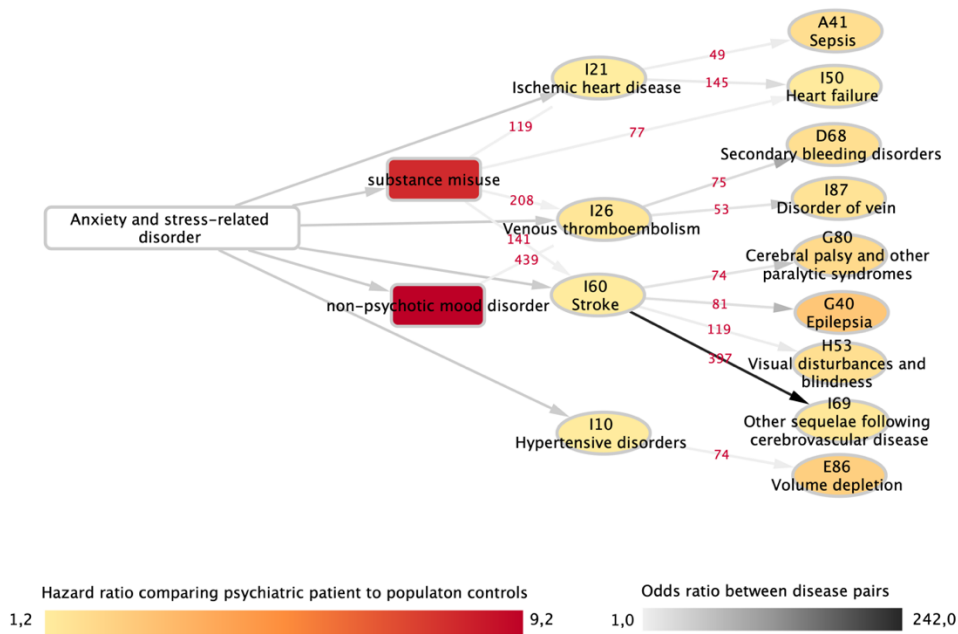 A41
Sepsis
I21
Ischemic heart disease
49
145
I50
Heart failure
119
77
D68
Secondary bleeding disorders
substance misuse
208
75
I87
Disorder of vein
53
I26
Venous thromboembolism
Anxiety and stress-related
disorder
141
439
G80
Cerebral palsy and other
paralytic syndromes
74
I60
Stroke
non-psychotic mood disorder
81
G40
Epilepsia
119
H53
Visual disturbances and
blindness
397
I69
Other sequelae following
cerebrovascular disease
I10
Hypertensive disorders
74
E86
Volume depletion
Hazard ratio comparing psychiatric patient to populaton controls
1,2
9,2
Odds ratio between disease pairs
1,0
242,0